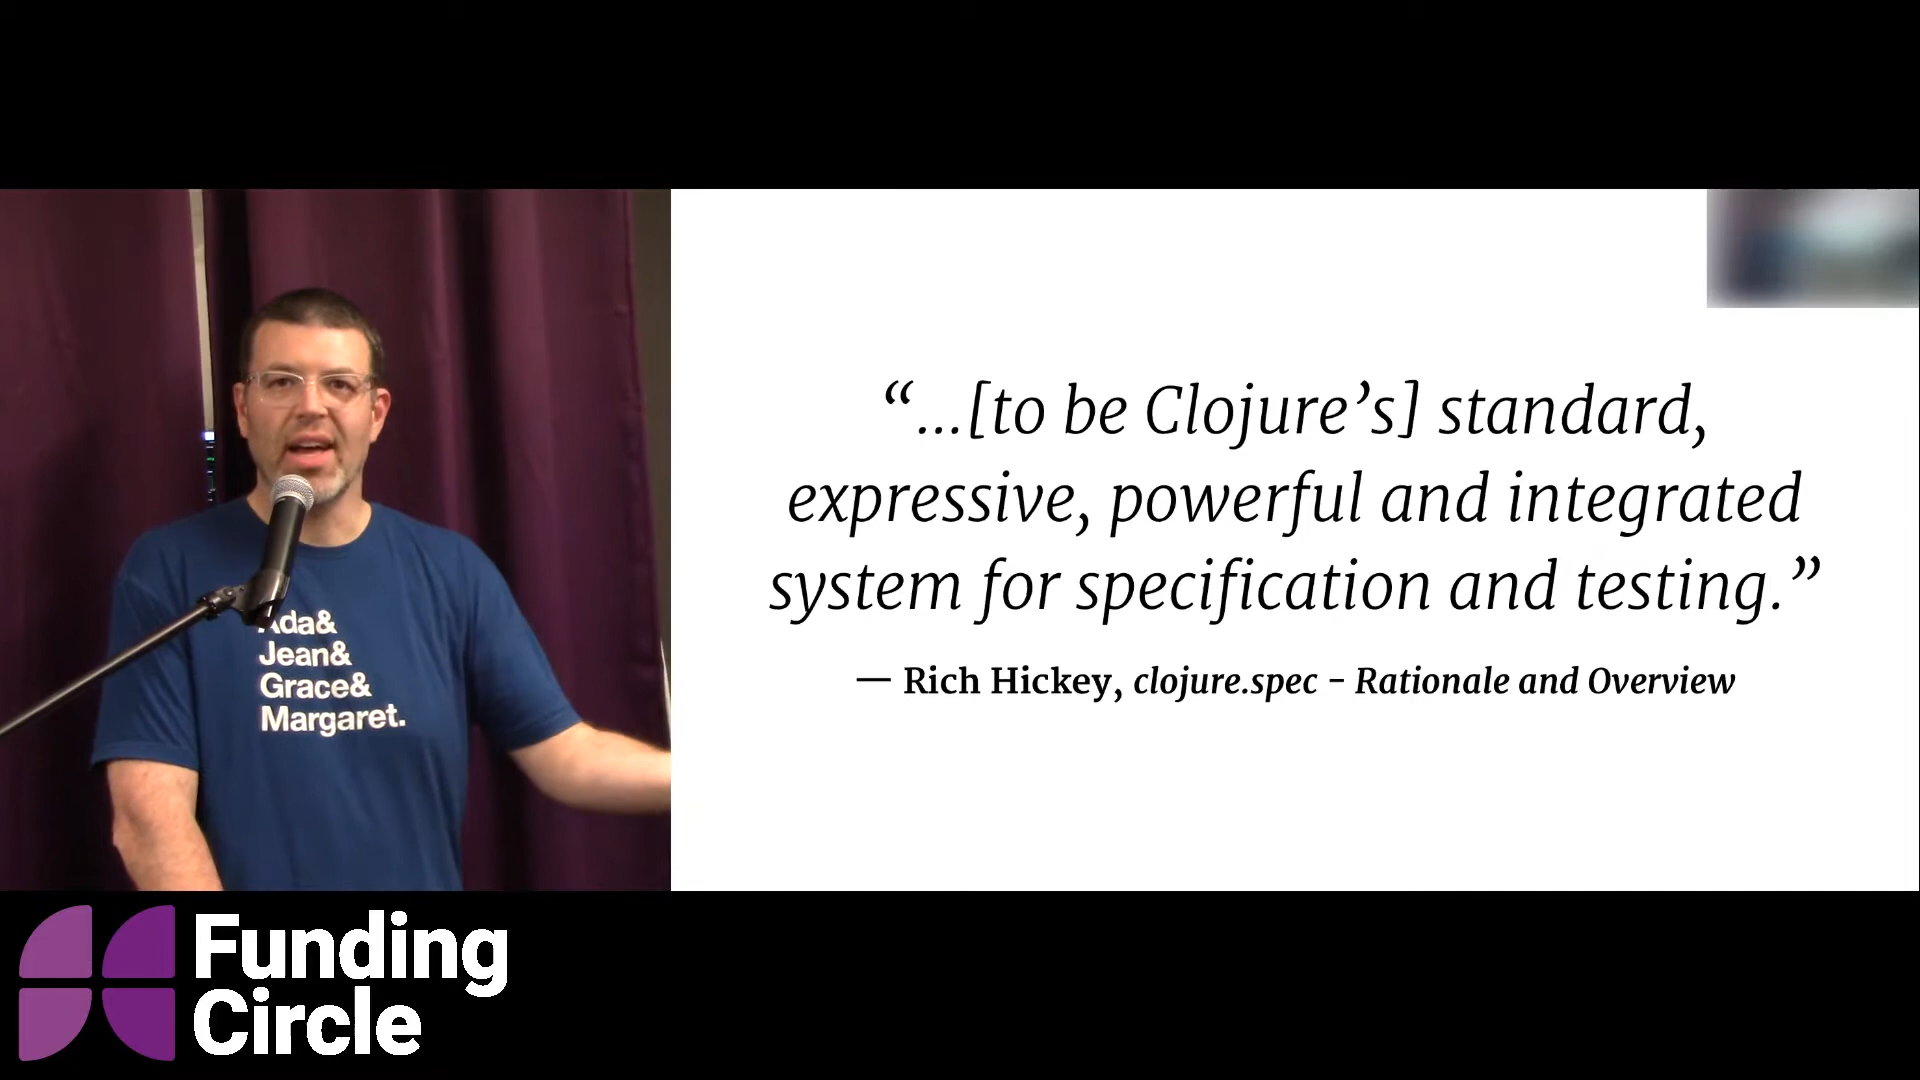 “…[to be Clojure’s] standard,
expressive, powerful and integrated
system for specification and testing.”
— Rich Hickey, clojure.spec – Rationale and Overview
Ada&
Jean&
Grace&
Margaret.
Funding
Circle